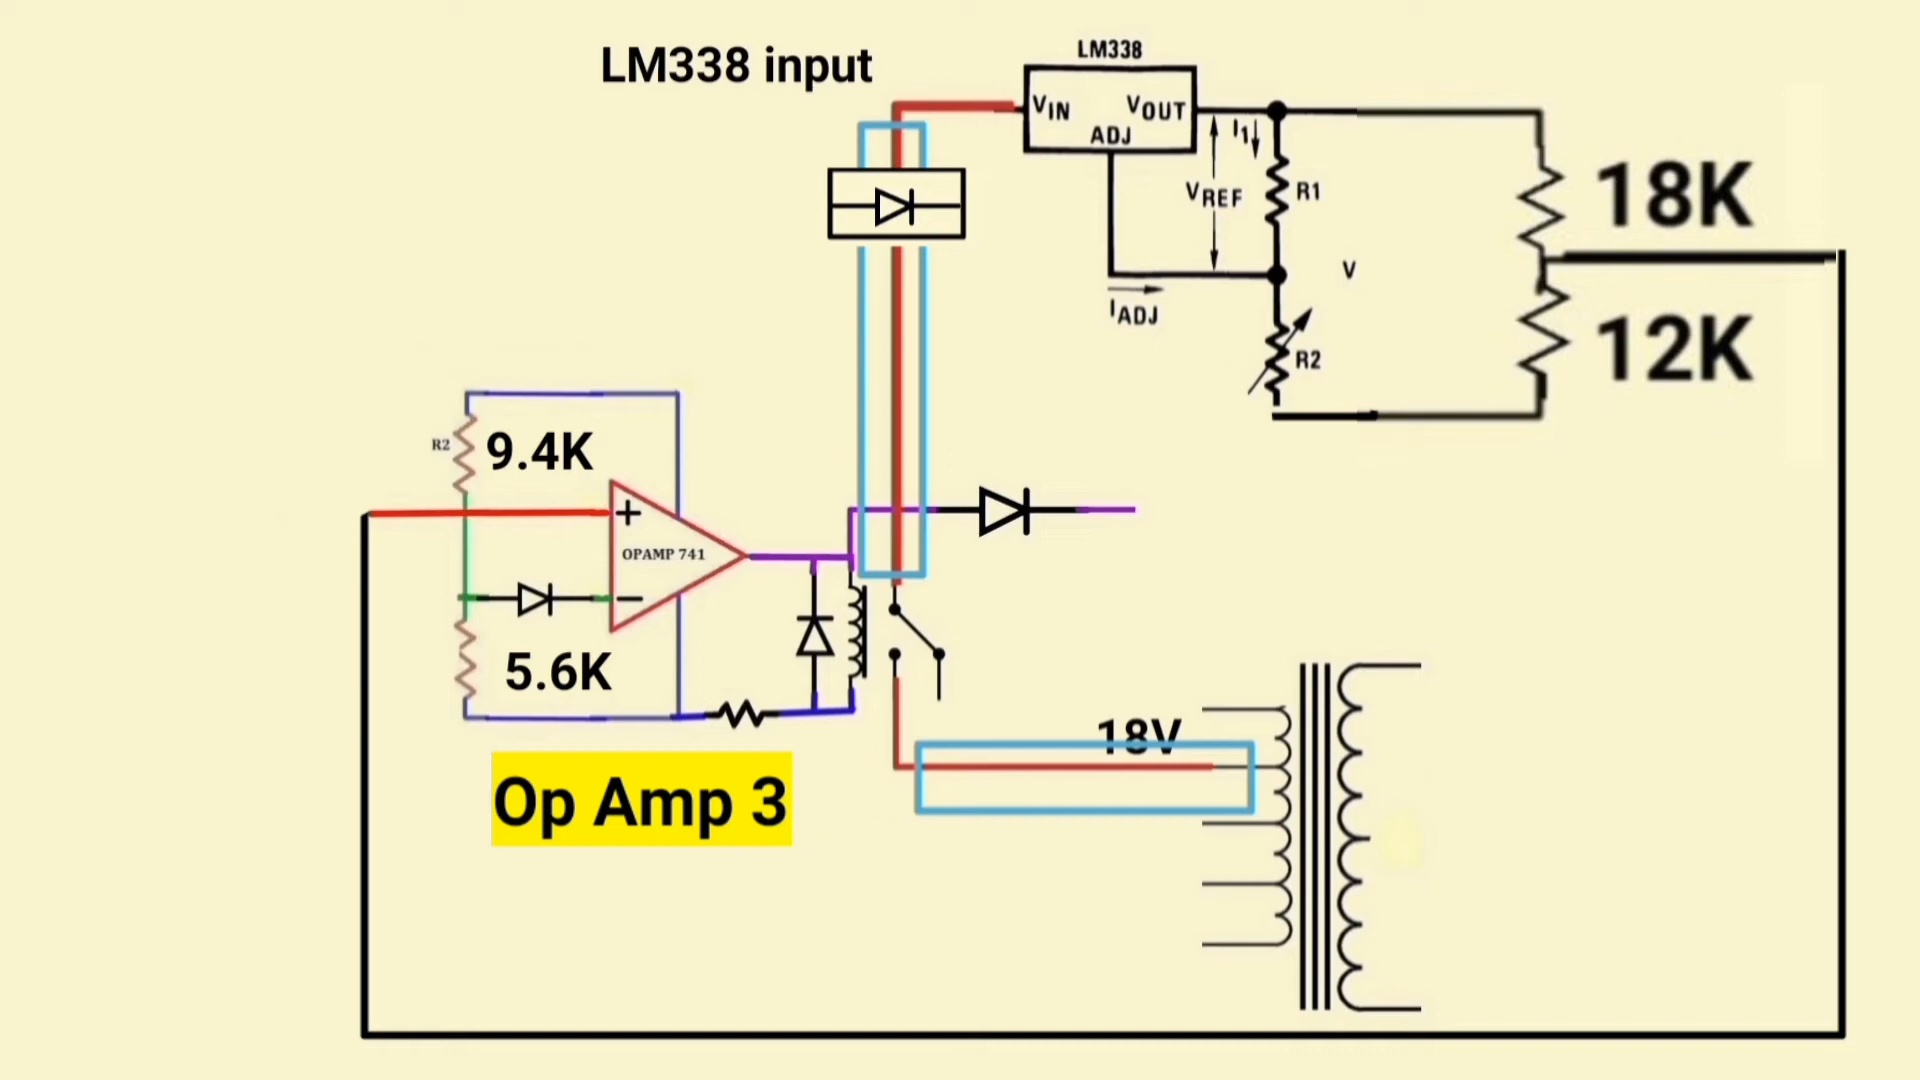 LM338 input
LM338
VIN
VOUT
ADJ
I1
VREF
R1
18K
V
IADJ
R2
12K
R2
9.4K
+
OPAMP 741
−
5.6K
18V
Op Amp 3